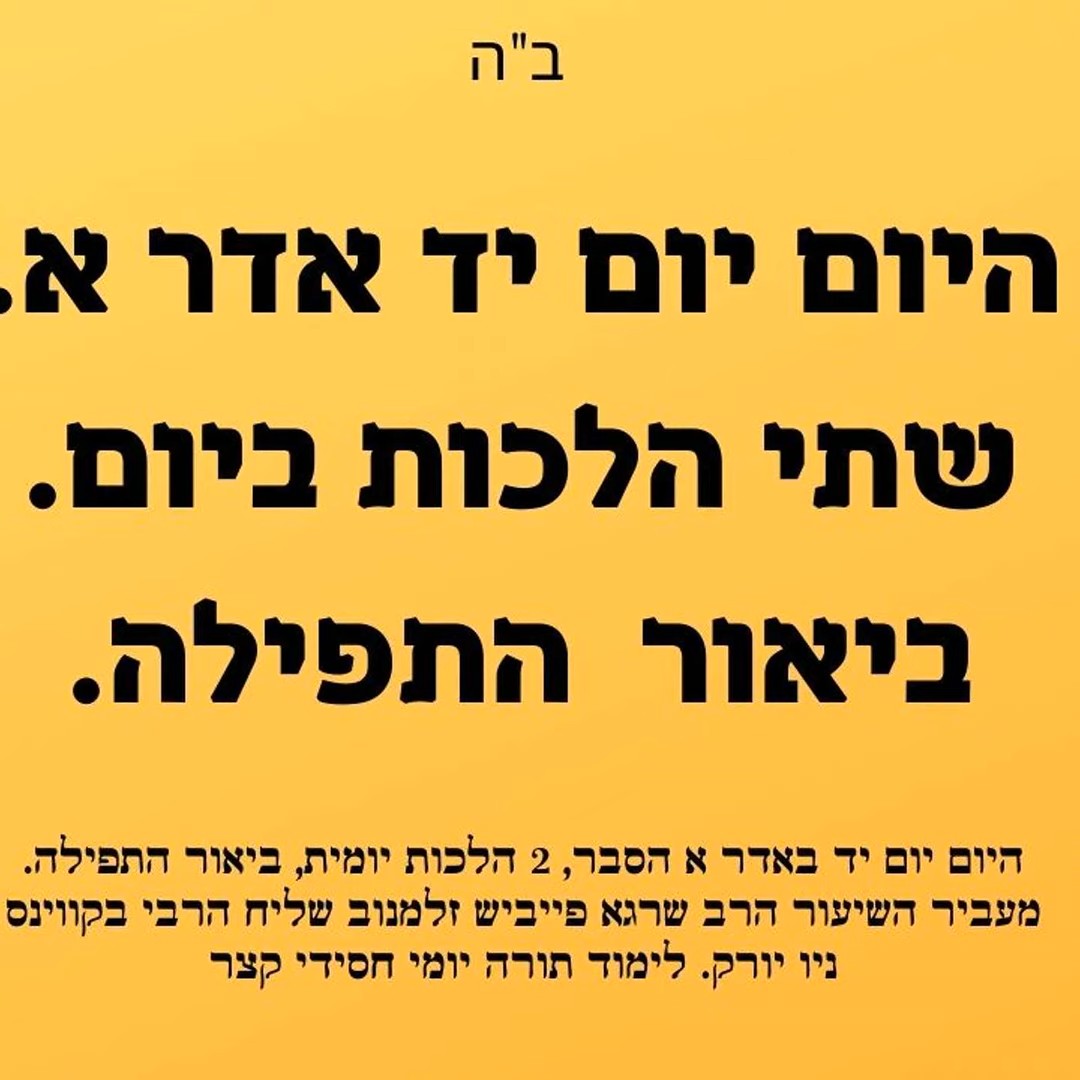 ב"ה
היום יום יד אדר א.
שתי הלכות ביום.
ביאור התפילה.
היום יום יד באדר א הסבר, 2 הלכות יומית, ביאור התפילה.
מעביר השיעור הרב שרגא פייביש זלמנוב שליח הרבי בקווינס
ניו יורק. לימוד תורה יומי חסידי קצר